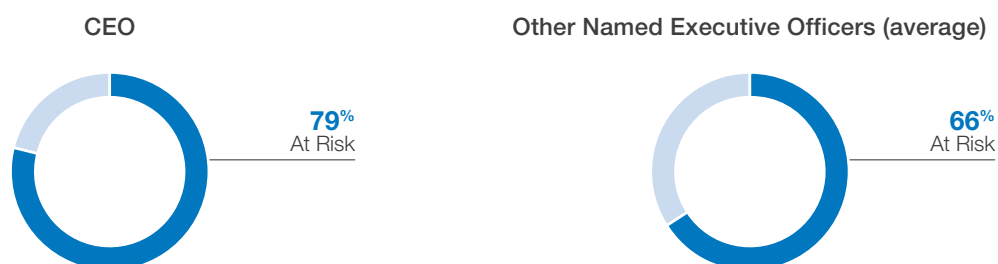 CEO
79%
At Risk
Other Named Executive Officers (average)
66%
At Risk